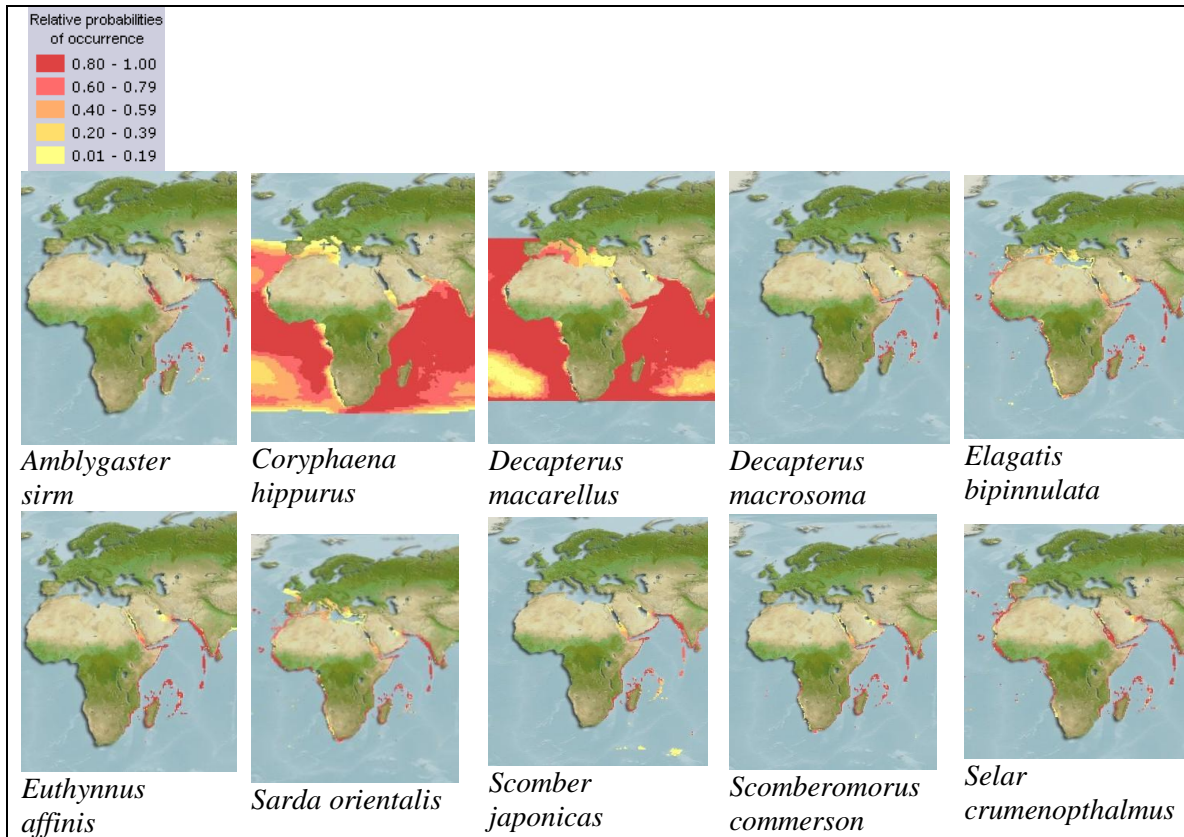 Relative probabilities
of occurrence
0.80 - 1.00
0.60 - 0.79
0.40 - 0.59
0.20 - 0.39
0.01 - 0.19
Amblygaster
sirm
Coryphaena
hippurus
Decapterus
macarellus
Decapterus
macrosoma
Elagatis
bipinnulata
Euthynnus
affinis
Sarda orientalis
Scomber
japonicas
Scomberomorus
commerson
Selar
crumenopthalmus